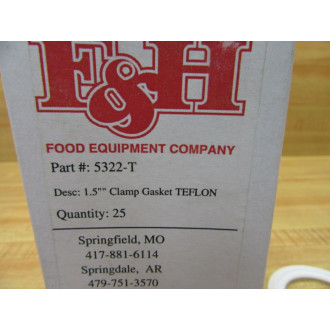 E&H
FOOD EQUIPMENT COMPANY
Part #: 5322-T
Desc: 1.5"" Clamp Gasket TEFLON
Quantity: 25
Springfield, MO
417-881-6114
Springdale, AR
479-751-3570